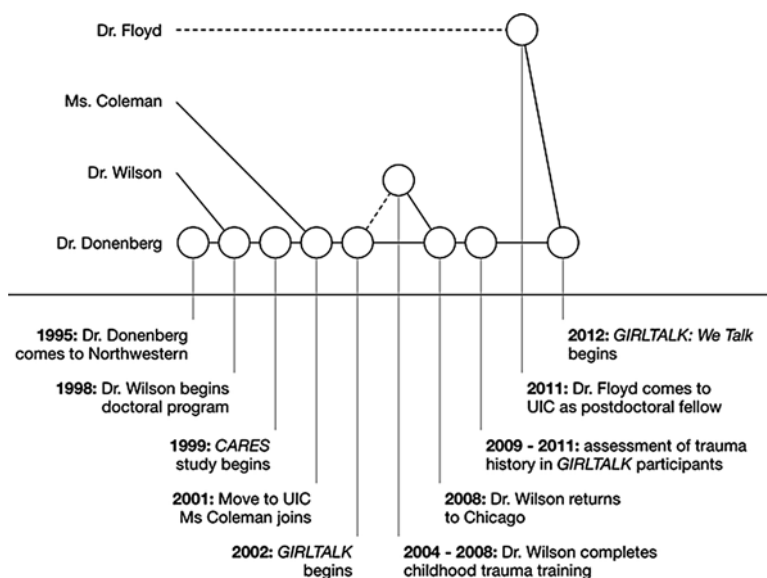 Dr. Floyd
Ms. Coleman
Dr. Wilson
Dr. Donenberg
1995: Dr. Donenberg
comes to Northwestern
1998: Dr. Wilson begins
doctoral program
1999: CARES
study begins
2001: Move to UIC
Ms Coleman joins
2002: GIRLTALK
begins
2012: GIRLTALK: We Talk
begins
2011: Dr. Floyd comes to
UIC as postdoctoral fellow
2009 - 2011: assessment of trauma
history in GIRLTALK participants
2008: Dr. Wilson returns
to Chicago
2004 - 2008: Dr. Wilson completes
childhood trauma training